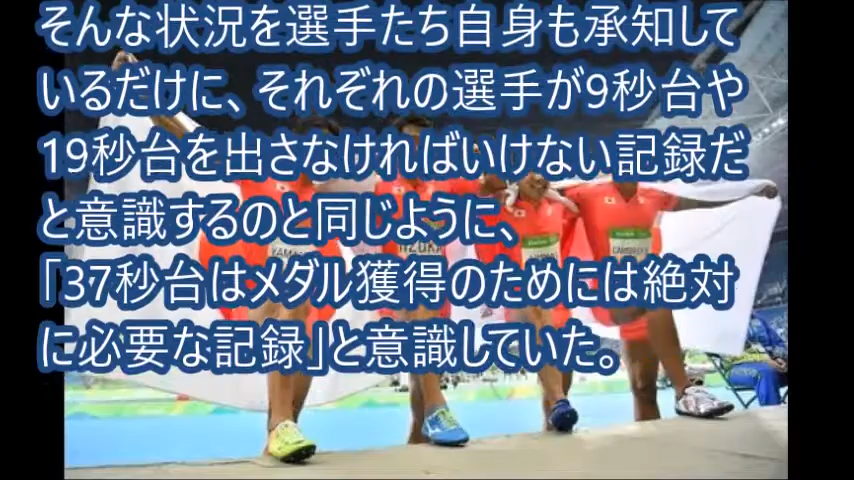 そんな状況を選手たち自身も承知して
いるだけに、それぞれの選手が9秒台や
19秒台を出さなければいけない記録だ
と意識するのと同じように、
「37秒台はメダル獲得のためには絶対
に必要な記録」と意識していた。